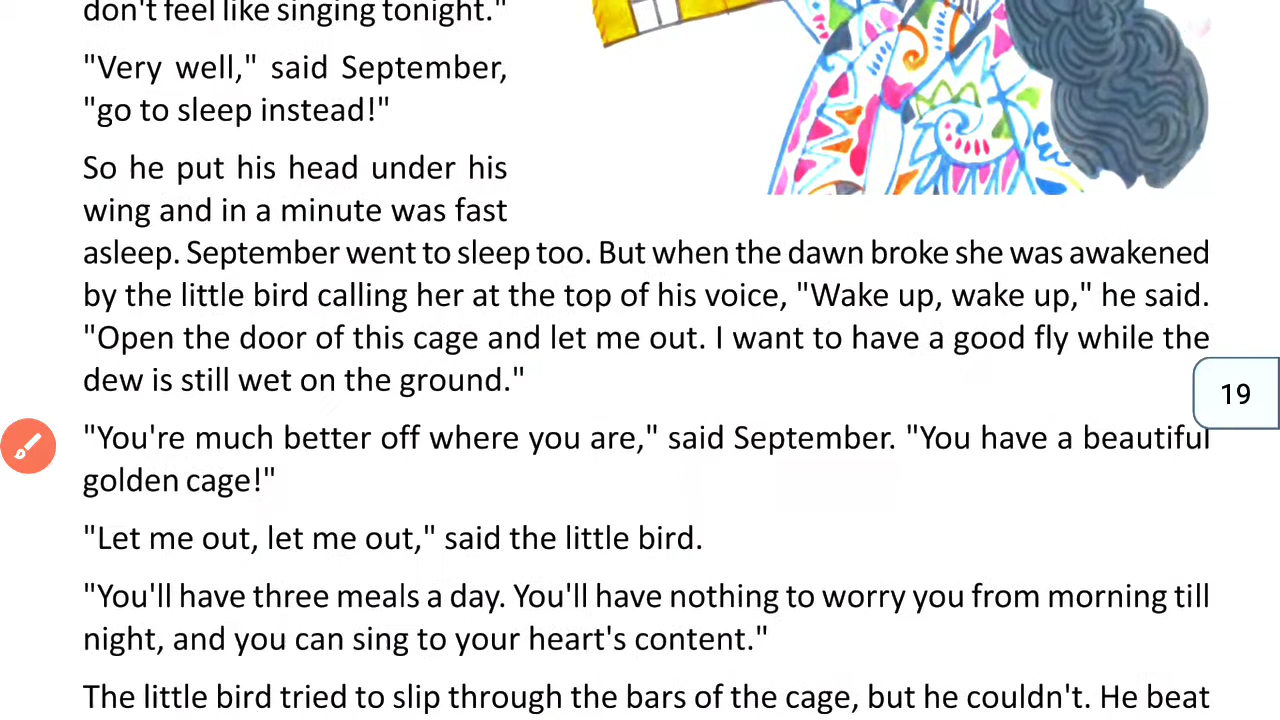 don't feel like singing tonight."
"Very well," said September,
"go to sleep instead!"
So he put his head under his
wing and in a minute was fast
asleep. September went to sleep too. But when the dawn broke she was awakened
by the little bird calling her at the top of his voice, "Wake up, wake up," he said.
"Open the door of this cage and let me out. I want to have a good fly while the
dew is still wet on the ground."
19
"You're much better off where you are," said September. "You have a beautiful
golden cage!"
"Let me out, let me out," said the little bird.
"You'll have three meals a day. You'll have nothing to worry you from morning till
night, and you can sing to your heart's content."
The little bird tried to slip through the bars of the cage, but he couldn't. He beat